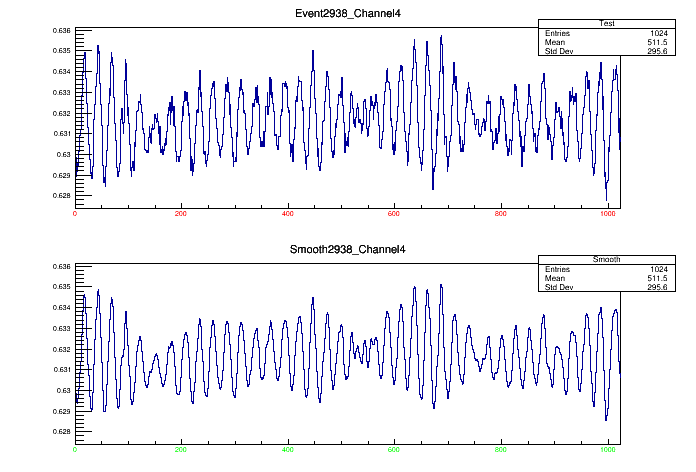 Event2938_Channel4
Test
Entries 1024
Mean 511.5
Std Dev 295.6
0.636
0.635
0.634
0.633
0.632
0.631
0.63
0.629
0.628
0 200 400 600 800 1000
Smooth2938_Channel4
Smooth
Entries 1024
Mean 511.5
Std Dev 295.6
0.636
0.635
0.634
0.633
0.632
0.631
0.63
0.629
0.628
0 200 400 600 800 1000